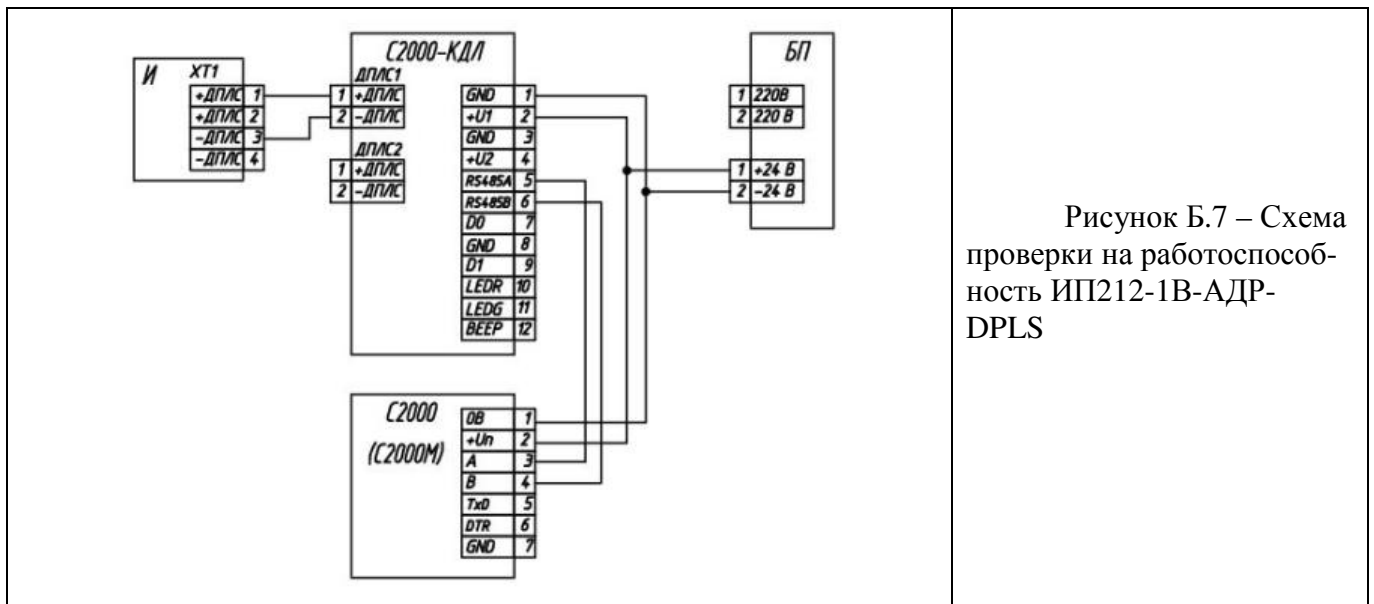 И
XT1
+ДПЛС 1
+ДПЛС 2
-ДПЛС 3
-ДПЛС 4
С2000-КДЛ
ДПЛС1
1 +ДПЛС
2 -ДПЛС
ДПЛС2
1 +ДПЛС
2 -ДПЛС
GND 1
+U1 2
GND 3
+U2 4
RS485A 5
RS485B 6
D0 7
GND 8
D1 9
LEDR 10
LEDG 11
BEEP 12
БП
1 220В
2 220 В
1 +24 В
2 -24 В
С2000
(С2000М)
0В 1
+Uп 2
A 3
B 4
TxD 5
DTR 6
GND 7
Рисунок Б.7 – Схема
проверки на работоспособ-
ность ИП212-1В-АДР-
DPLS